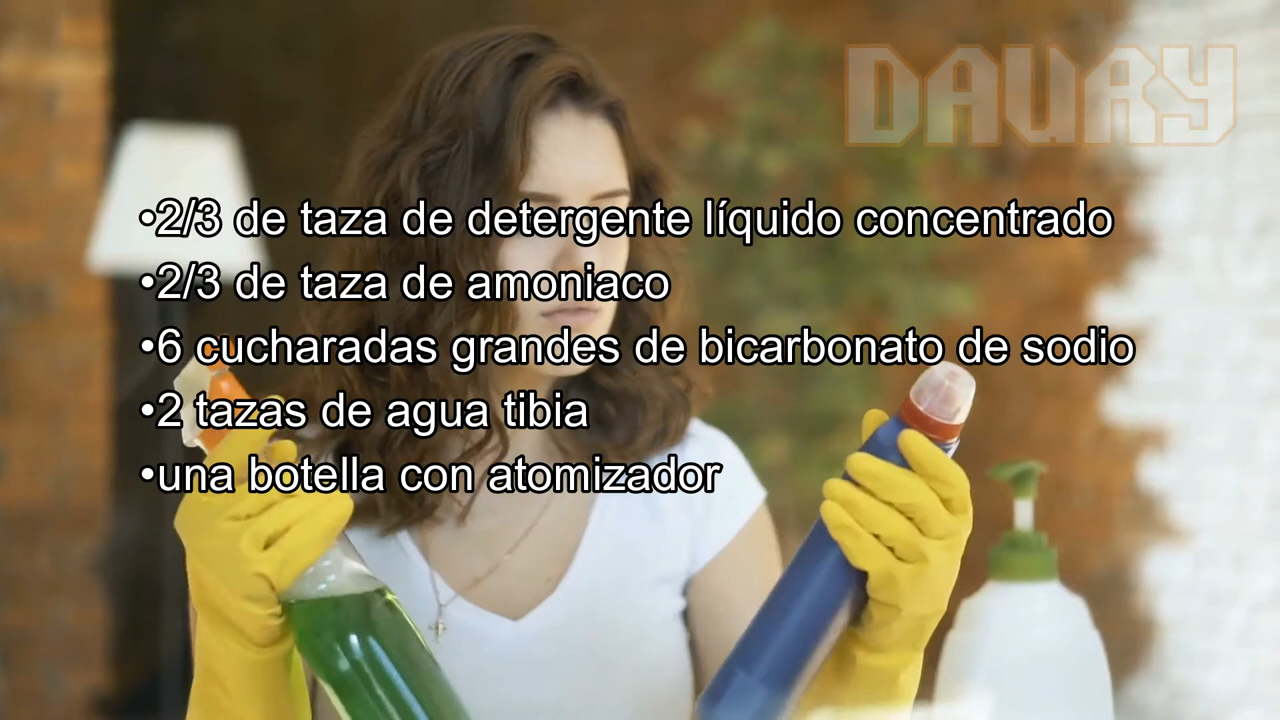 DAURY
•2/3 de taza de detergente líquido concentrado
•2/3 de taza de amoniaco
•6 cucharadas grandes de bicarbonato de sodio
•2 tazas de agua tibia
•una botella con atomizador